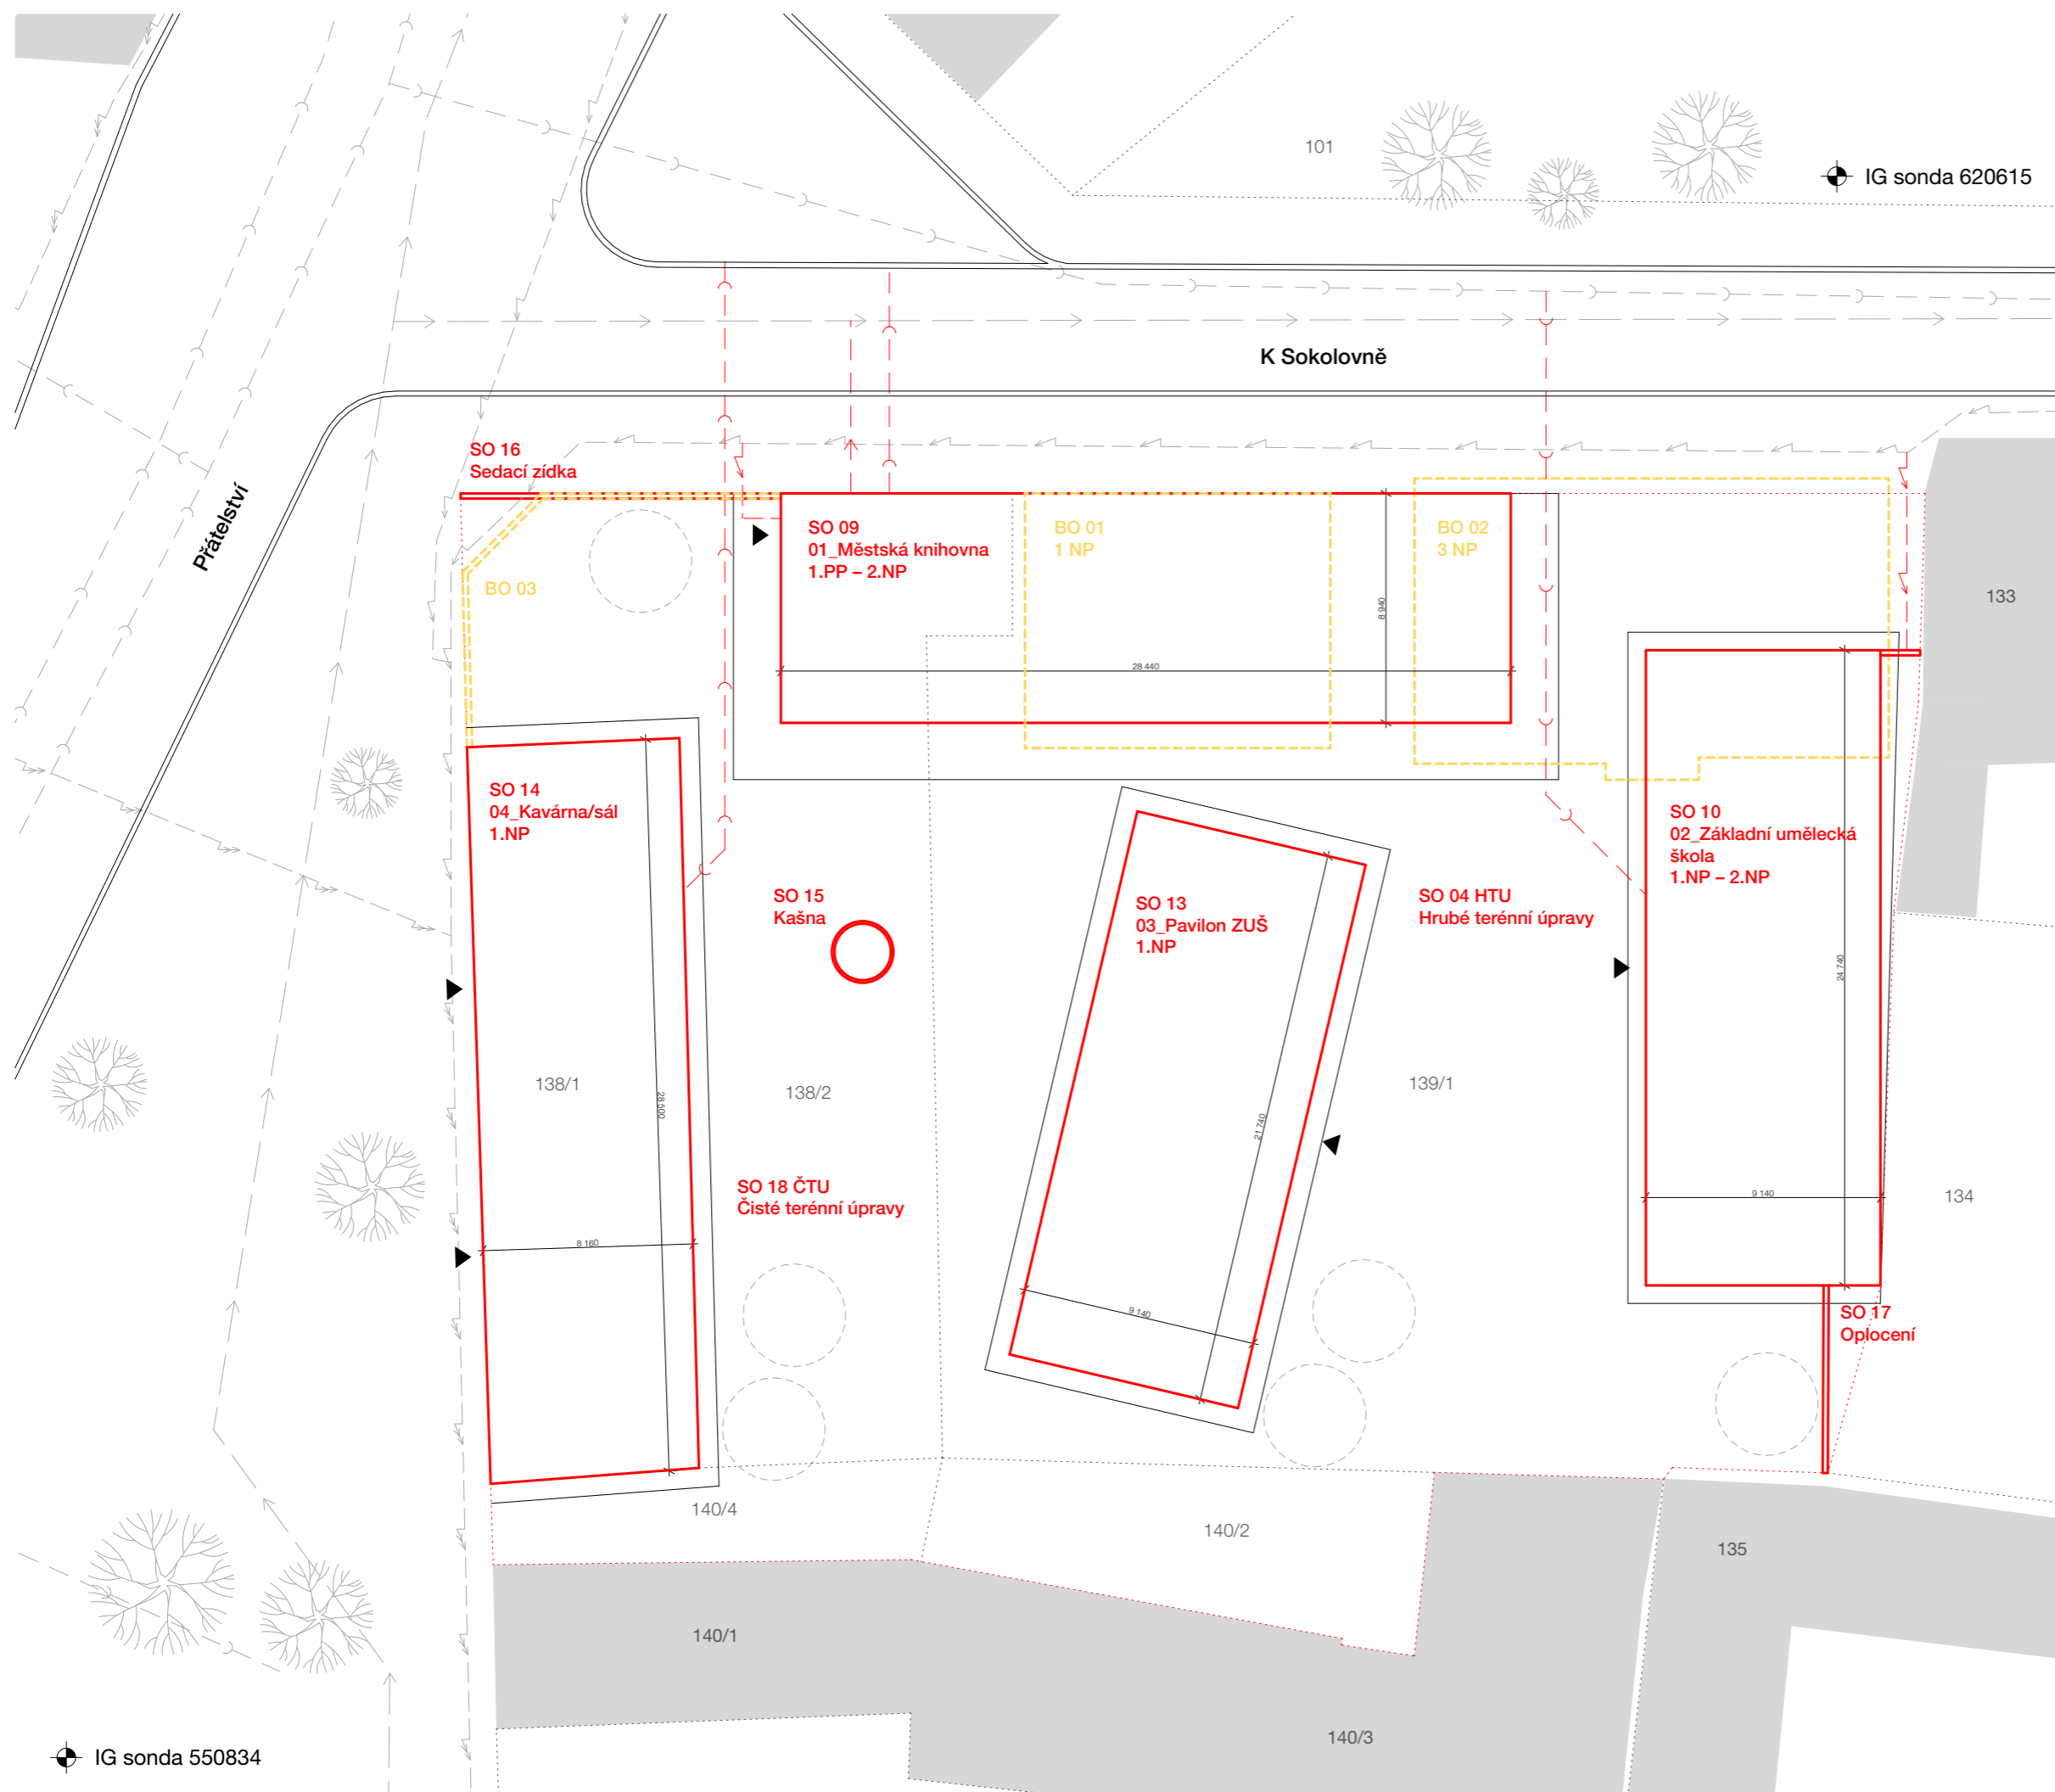 101
IG sonda 620615
K Sokolovně
Přátelství
SO 16
Sedací zídka
SO 09
01_Městská knihovna
1.PP – 2.NP
BO 01
1 NP
BO 02
3 NP
BO 03
8 940
28 440
133
SO 14
04_Kavárna/sál
1.NP
SO 10
02_Základní umělecká
škola
1.NP – 2.NP
SO 15
Kašna
SO 13
03_Pavilon ZUŠ
1.NP
SO 04 HTU
Hrubé terénní úpravy
24 740
138/1
28 500
138/2
21 740
139/1
SO 18 ČTU
Čisté terénní úpravy
9 140
134
8 160
9 140
SO 17
Oplocení
140/4
140/2
135
140/1
140/3
IG sonda 550834